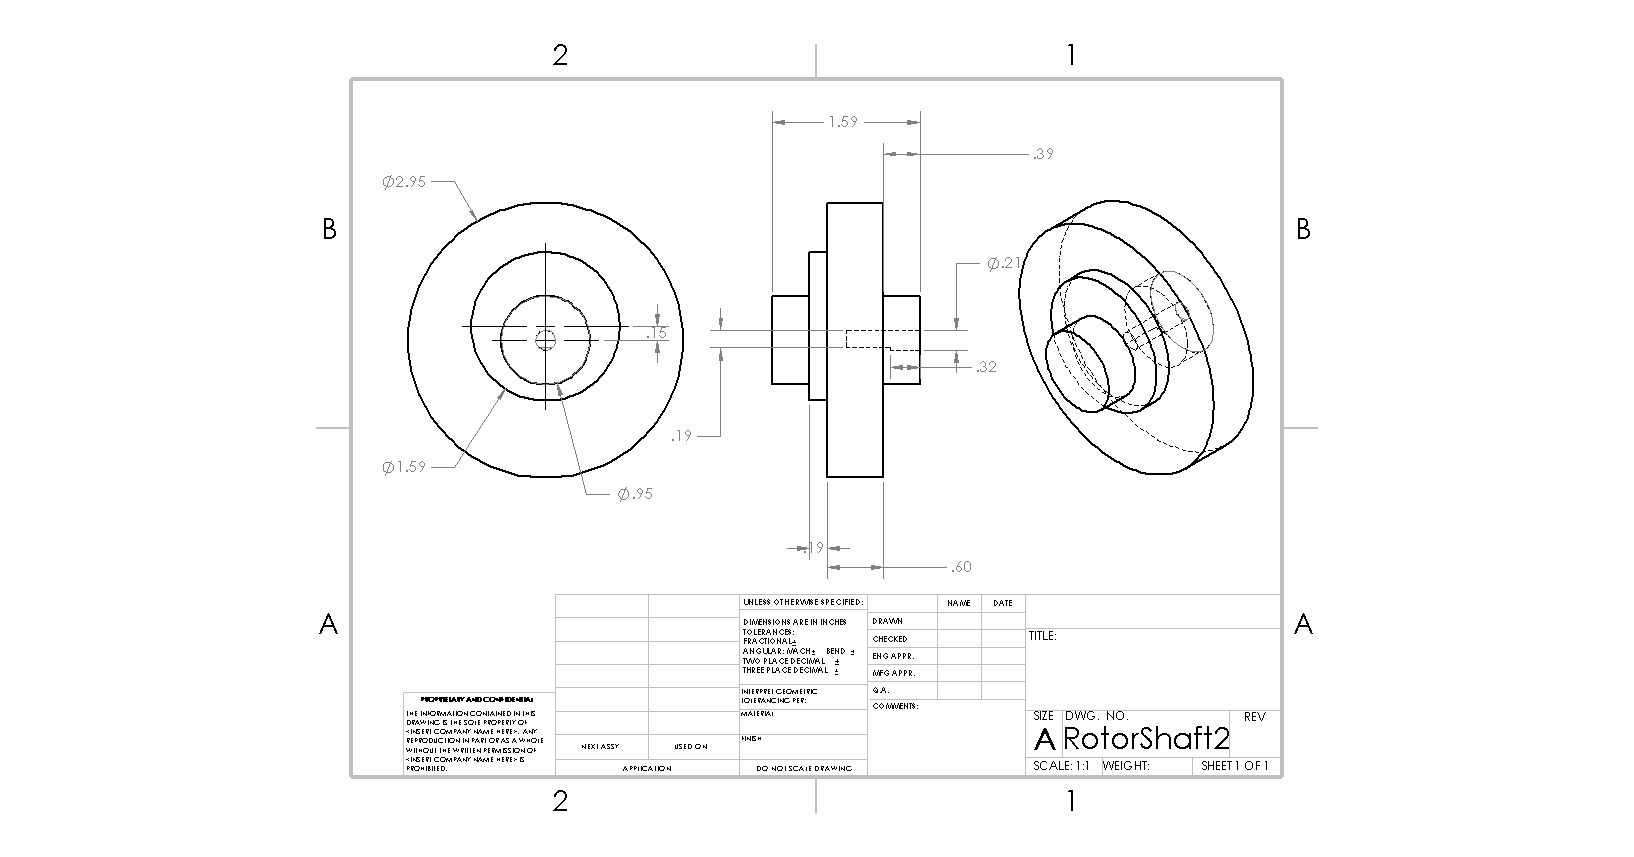 2 1
1.59
.39
Ø2.95
B B
Ø.21
.15
.32
.19
Ø1.59
Ø.95
.19
.60
A A
UNLESS OTHERWISE SPECIFIED:
DIMENSIONS ARE IN INCHES
TOLERANCES:
FRACTIONAL±
ANGULAR: MACH± BEND ±
TWO PLACE DECIMAL ±
THREE PLACE DECIMAL ±
INTERPRET GEOMETRIC
TOLERANCING PER:
MATERIAL
FINISH
DO NOT SCALE DRAWING
NAME DATE
DRAWN
CHECKED
ENG APPR.
MFG APPR.
Q.A.
COMMENTS:
TITLE:
SIZE DWG. NO. REV
A RotorShaft2
SCALE: 1:1 WEIGHT: SHEET 1 OF 1
PROPRIETARY AND CONFIDENTIAL
THE INFORMATION CONTAINED IN THIS
DRAWING IS THE SOLE PROPERTY OF
<INSERT COMPANY NAME HERE>. ANY
REPRODUCTION IN PART OR AS A WHOLE
WITHOUT THE WRITTEN PERMISSION OF
<INSERT COMPANY NAME HERE> IS
PROHIBITED.
NEXT ASSY USED ON
APPLICATION
2 1